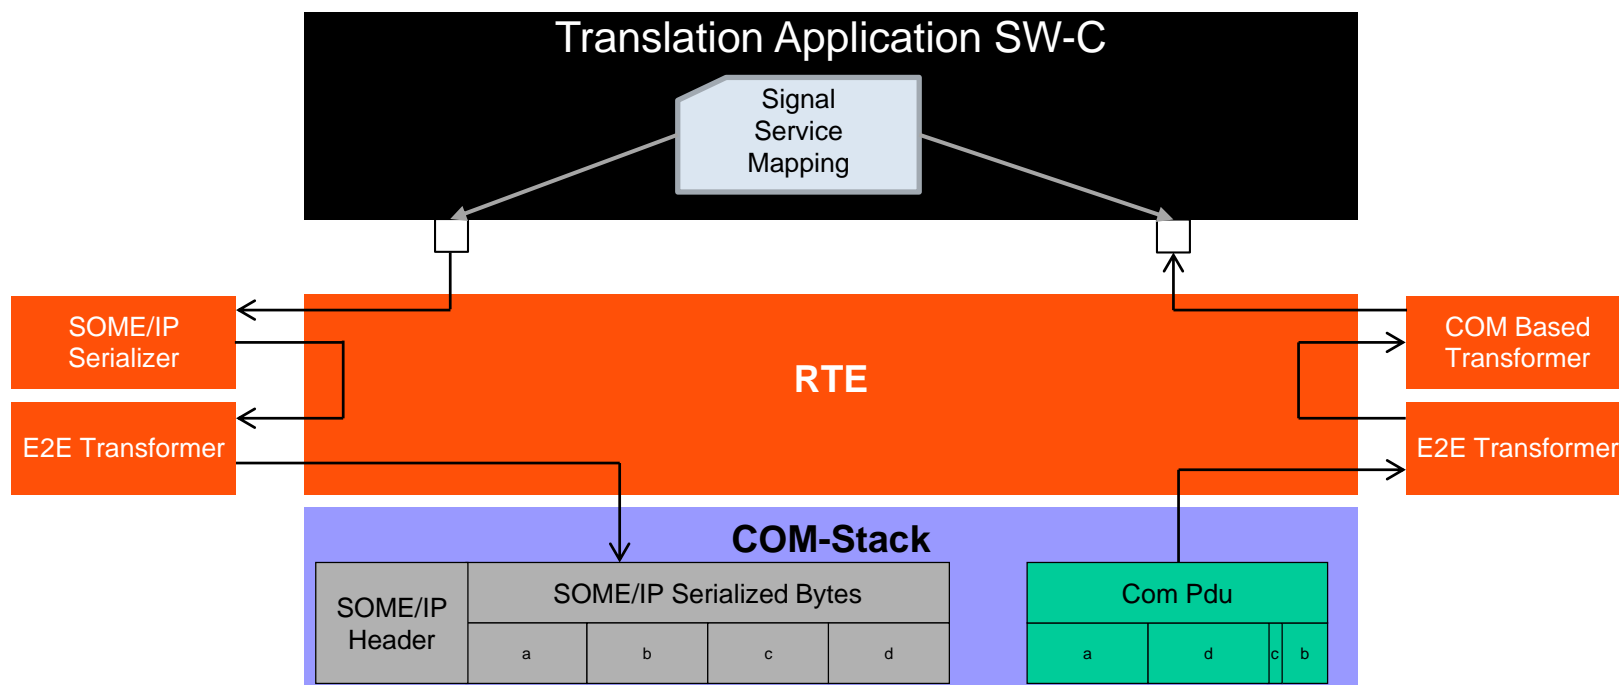 Translation Application SW-C
Signal
Service
Mapping
SOME/IP
Serializer
E2E Transformer
RTE
COM Based
Transformer
E2E Transformer
COM-Stack
SOME/IP
Header
SOME/IP Serialized Bytes
a b c d
Com Pdu
a d c b